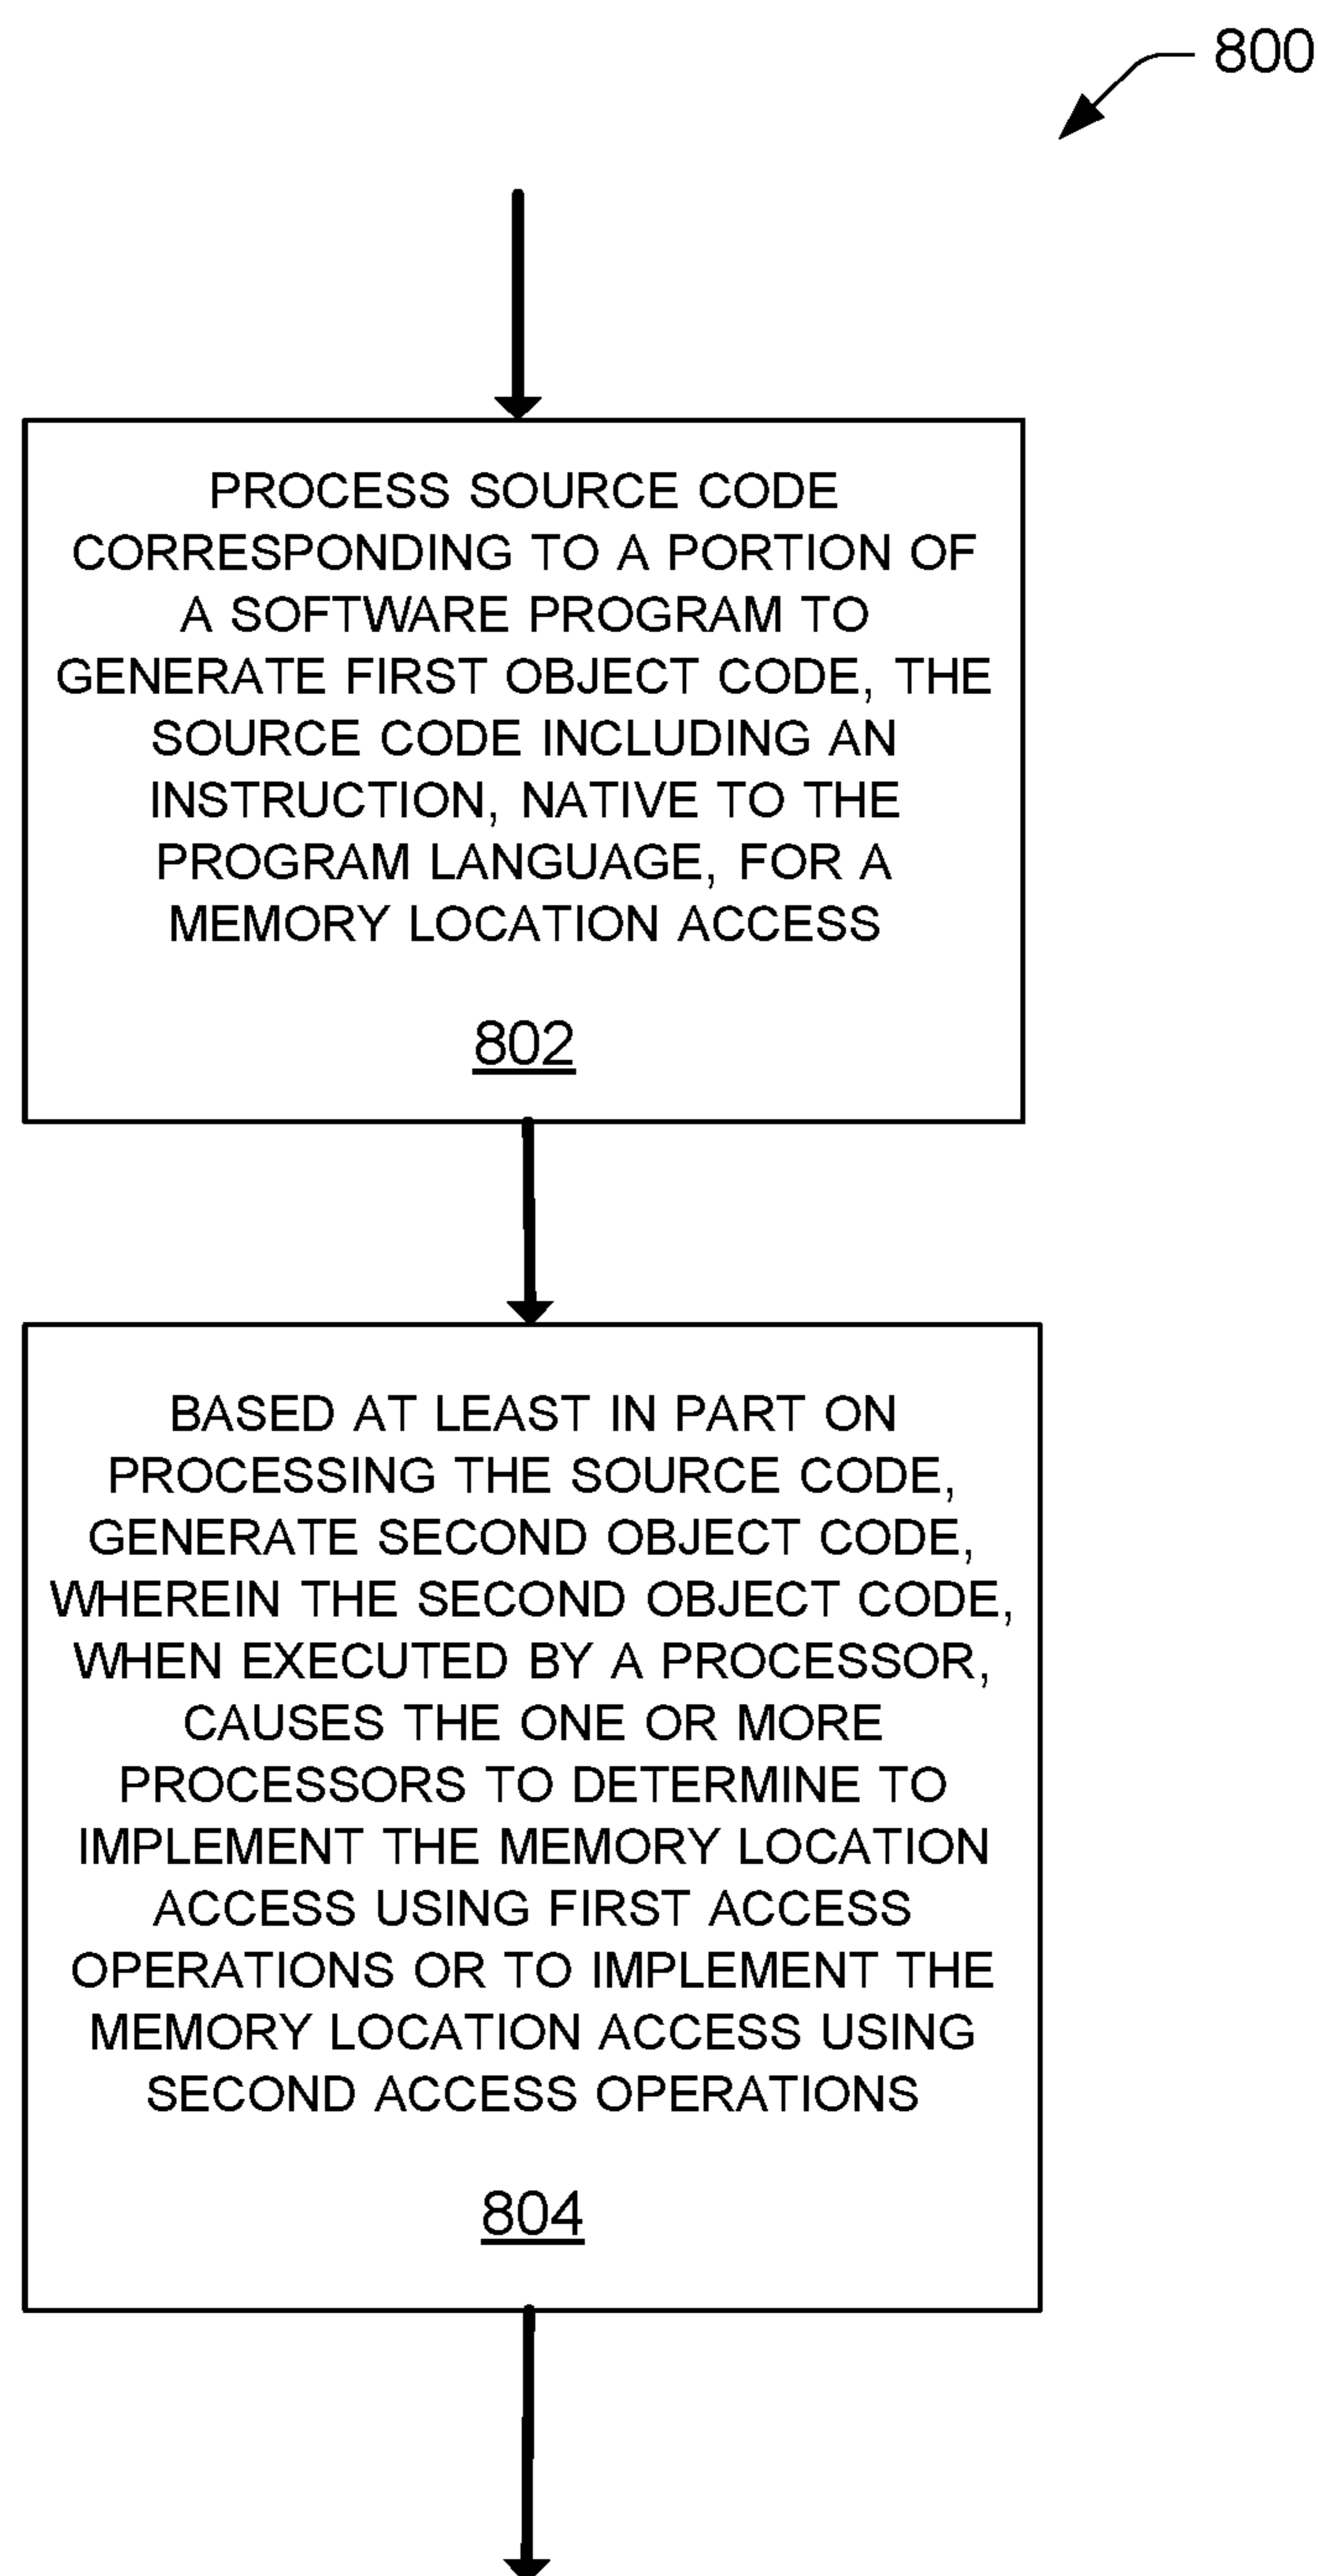 800
PROCESS SOURCE CODE
CORRESPONDING TO A PORTION OF
A SOFTWARE PROGRAM TO
GENERATE FIRST OBJECT CODE, THE
SOURCE CODE INCLUDING AN
INSTRUCTION, NATIVE TO THE
PROGRAM LANGUAGE, FOR A
MEMORY LOCATION ACCESS
802
BASED AT LEAST IN PART ON
PROCESSING THE SOURCE CODE,
GENERATE SECOND OBJECT CODE,
WHEREIN THE SECOND OBJECT CODE,
WHEN EXECUTED BY A PROCESSOR,
CAUSES THE ONE OR MORE
PROCESSORS TO DETERMINE TO
IMPLEMENT THE MEMORY LOCATION
ACCESS USING FIRST ACCESS
OPERATIONS OR TO IMPLEMENT THE
MEMORY LOCATION ACCESS USING
SECOND ACCESS OPERATIONS
804